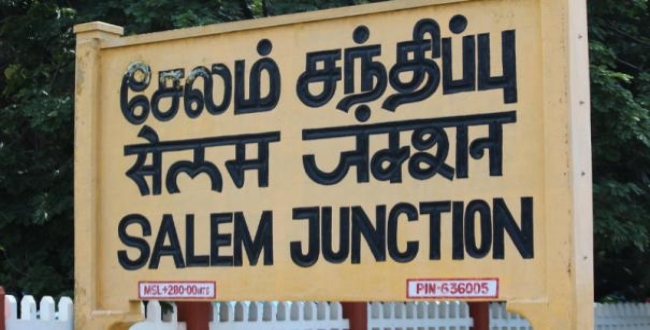 சேலம் சந்திப்பு
सेलम जंक्शन
SALEM JUNCTION
MSL+280·00MTS PIN-636005